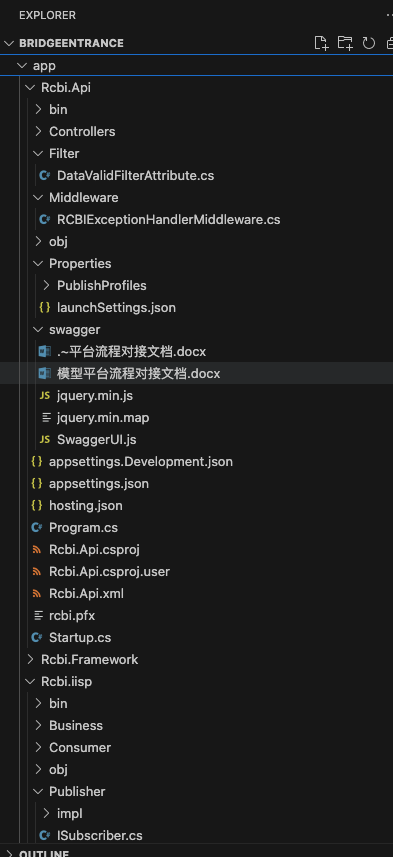 EXPLORER
BRIDGEENTRANCE
app
Rcbi.Api
bin
Controllers
Filter
DataValidFilterAttribute.cs
Middleware
RCBIExceptionHandlerMiddleware.cs
obj
Properties
PublishProfiles
launchSettings.json
swagger
.~平台流程对接文档.docx
模型平台流程对接文档.docx
jquery.min.js
jquery.min.map
SwaggerUI.js
appsettings.Development.json
appsettings.json
hosting.json
Program.cs
Rcbi.Api.csproj
Rcbi.Api.csproj.user
Rcbi.Api.xml
rcbi.pfx
Startup.cs
Rcbi.Framework
Rcbi.iisp
bin
Business
Consumer
obj
Publisher
impl
ISubscriber.cs
OUTLINE